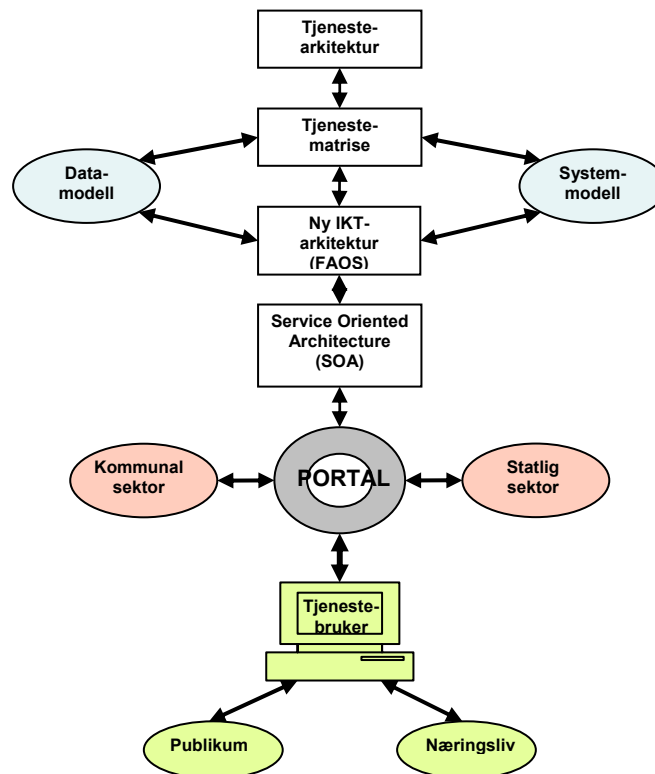 Tjeneste-
arkitektur
Tjeneste-
matrise
Data-
modell
System-
modell
Ny IKT-
arkitektur
(FAOS)
Service Oriented
Architecture
(SOA)
Kommunal
sektor
PORTAL
Statlig
sektor
Tjeneste-
bruker
Publikum
Næringsliv